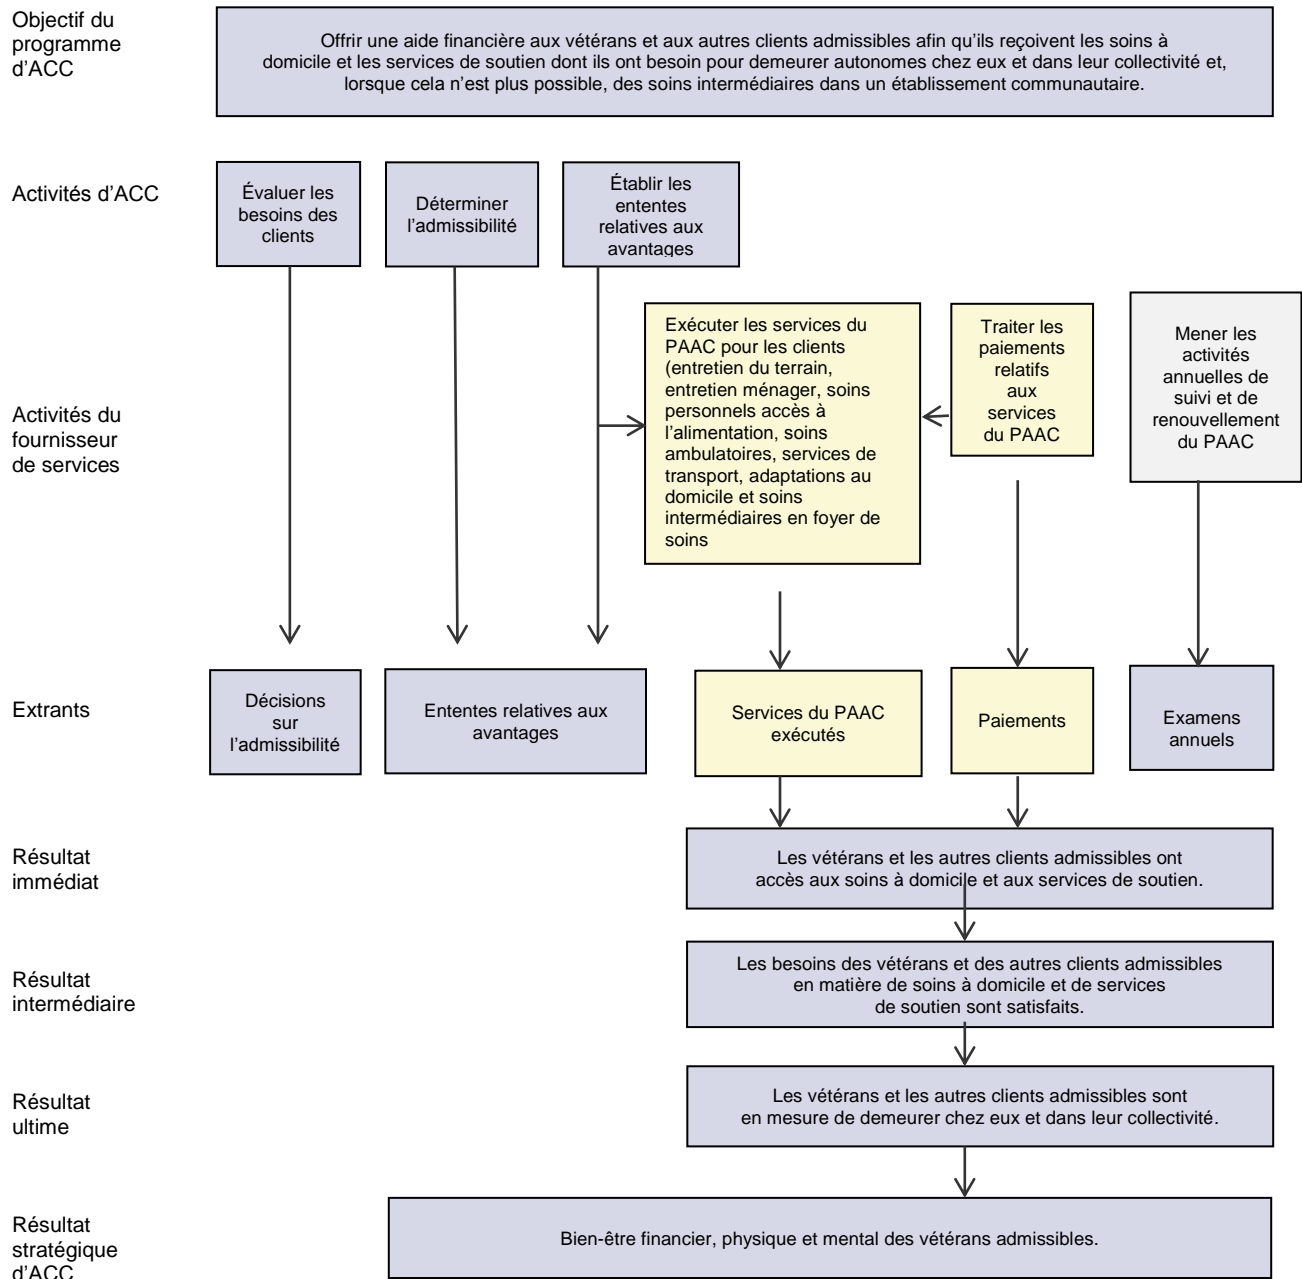 Objectif du
programme
d'ACC
Offrir une aide financière aux vétérans et aux autres clients admissibles afin qu'ils reçoivent les soins à
domicile et les services de soutien dont ils ont besoin pour demeurer autonomes chez eux et dans leur collectivité et,
lorsque cela n'est plus possible, des soins intermédiaires dans un établissement communautaire.
Activités d'ACC
Évaluer les
besoins des
clients
Déterminer
l'admissibilité
Établir les
ententes
relatives aux
avantages
Activités du
fournisseur
de services
Exécuter les services du
PAAC pour les clients
(entretien du terrain,
entretien ménager, soins
personnels accès à
l'alimentation, soins
ambulatoires, services de
transport, adaptations au
domicile et soins
intermédiaires en foyer de
soins
Traiter les
paiements
relatifs
aux
services
du PAAC
Mener les
activités
annuelles de
suivi et de
renouvellement
du PAAC
Extrants
Décisions
sur
l'admissibilité
Ententes relatives aux
avantages
Services du PAAC
exécutés
Paiements
Examens
annuels
Résultat
immédiat
Les vétérans et les autres clients admissibles ont
accès aux soins à domicile et aux services de soutien.
Résultat
intermédiaire
Les besoins des vétérans et des autres clients admissibles
en matière de soins à domicile et de services
de soutien sont satisfaits.
Résultat
ultime
Les vétérans et les autres clients admissibles sont
en mesure de demeurer chez eux et dans leur collectivité.
Résultat
stratégique
d'ACC
Bien-être financier, physique et mental des vétérans admissibles.